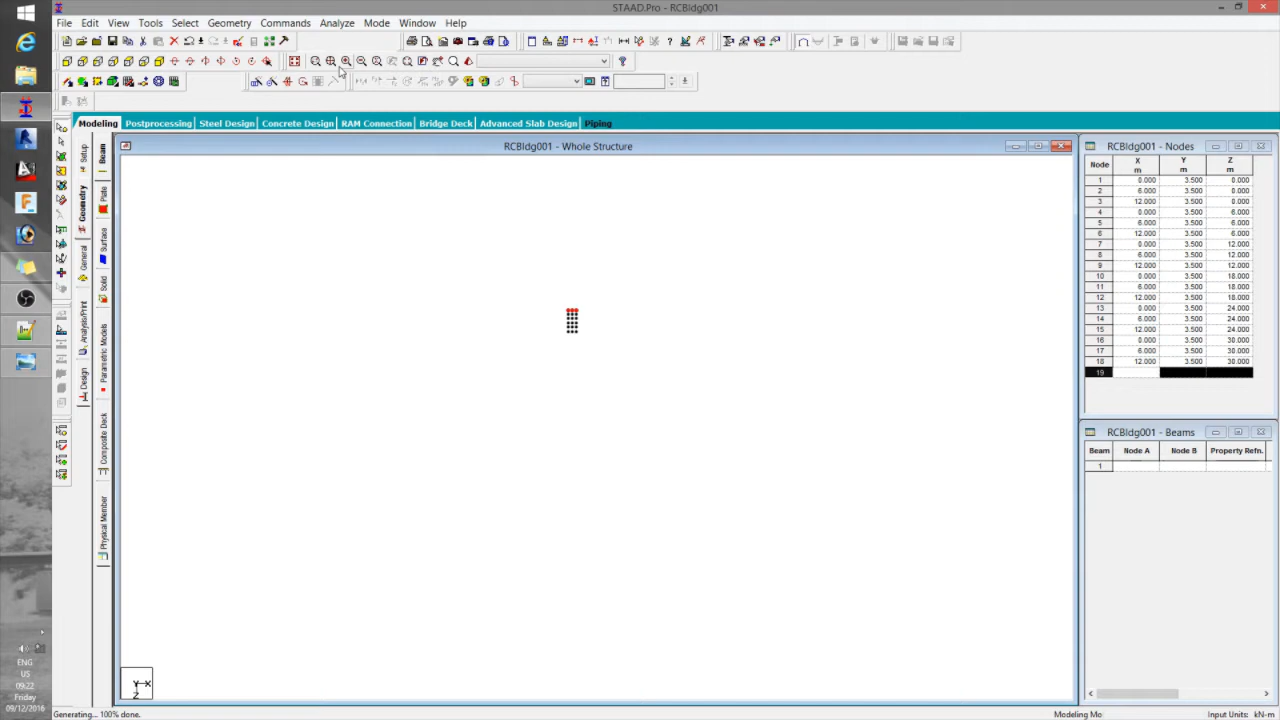 STAAD.Pro - RCBldg001
File Edit View Tools Select Geometry Commands Analyze Mode Window Help
Modeling Postprocessing Steel Design Concrete Design RAM Connection Bridge Deck Advanced Slab Design Piping
Setup
Geometry
General
Analysis/Print
Design
Beam
Plate
Surface
Solid
Parametric Models
Composite Deck
Physical Member
RCBldg001 - Whole Structure
Y X
Z
RCBldg001 - Nodes
Node X m Y m Z m
1 0.000 3.500 0.000
2 6.000 3.500 0.000
3 12.000 3.500 0.000
4 0.000 3.500 6.000
5 6.000 3.500 6.000
6 12.000 3.500 6.000
7 0.000 3.500 12.000
8 6.000 3.500 12.000
9 12.000 3.500 12.000
10 0.000 3.500 18.000
11 6.000 3.500 18.000
12 12.000 3.500 18.000
13 0.000 3.500 24.000
14 6.000 3.500 24.000
15 12.000 3.500 24.000
16 0.000 3.500 30.000
17 6.000 3.500 30.000
18 12.000 3.500 30.000
19
RCBldg001 - Beams
Beam Node A Node B Property Refn.
1
ENG
US
09:22
Friday
09/12/2016
Generating... 100% done.
Modeling Mo
Input Units: kN-m